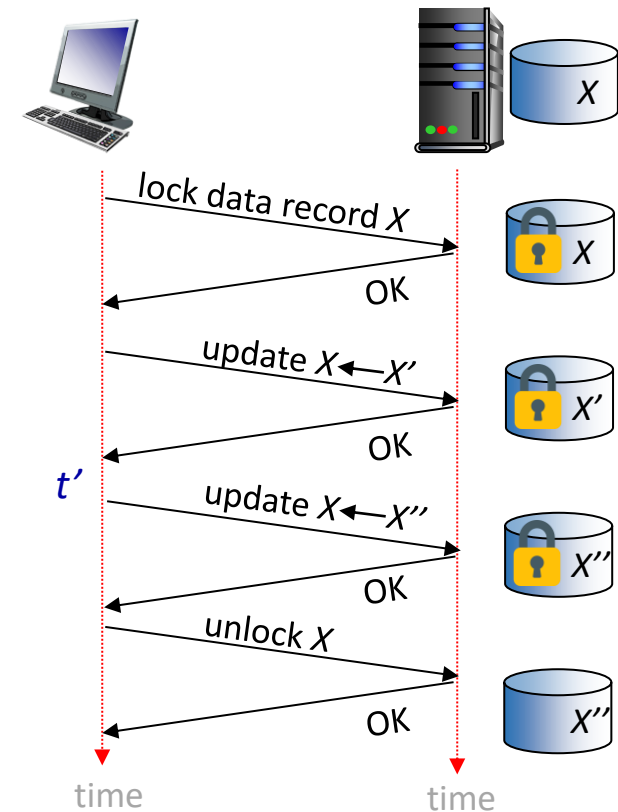 X
lock data record X
X
OK
update X←X’
X’
OK
t’
update X←X’’
X’’
OK
unlock X
X’’
OK
time
time